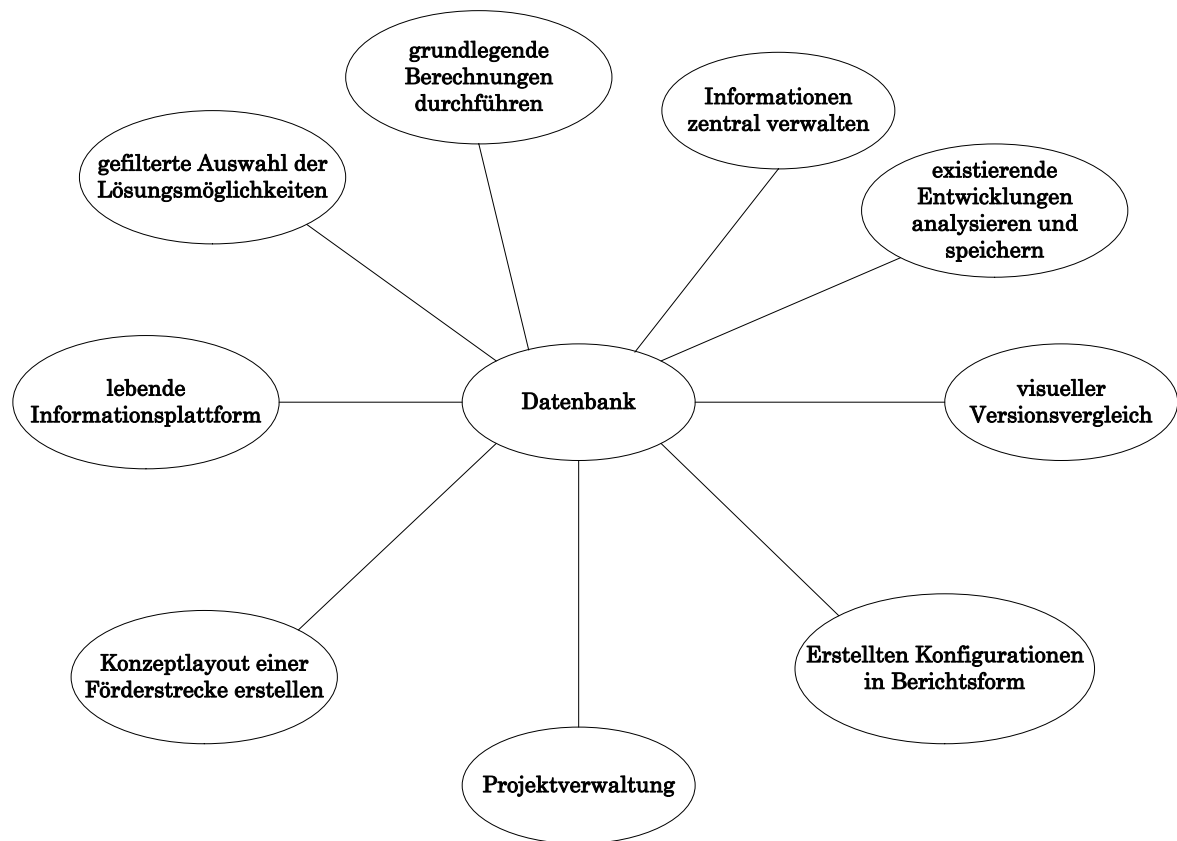 grundlegende
Berechnungen
durchführen
Informationen
zentral verwalten
gefilterte Auswahl der
Lösungsmöglichkeiten
existierende
Entwicklungen
analysieren und
speichern
lebende
Informationsplattform
Datenbank
visueller
Versionsvergleich
Konzeptlayout einer
Förderstrecke erstellen
Erstellten Konfigurationen
in Berichtsform
Projektverwaltung